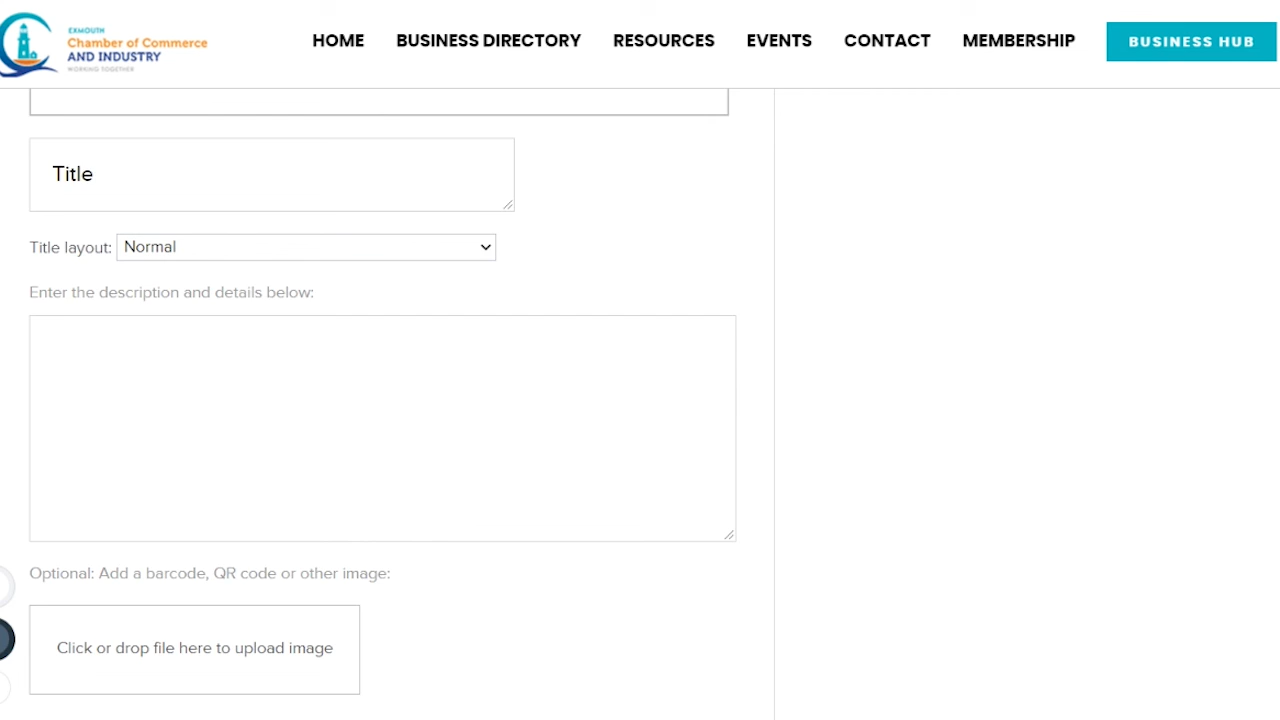 EXMOUTH
Chamber of Commerce
AND INDUSTRY
WORKING TOGETHER
HOME BUSINESS DIRECTORY RESOURCES EVENTS CONTACT MEMBERSHIP BUSINESS HUB
Title
Title layout: Normal
Enter the description and details below:
Optional: Add a barcode, QR code or other image:
Click or drop file here to upload image